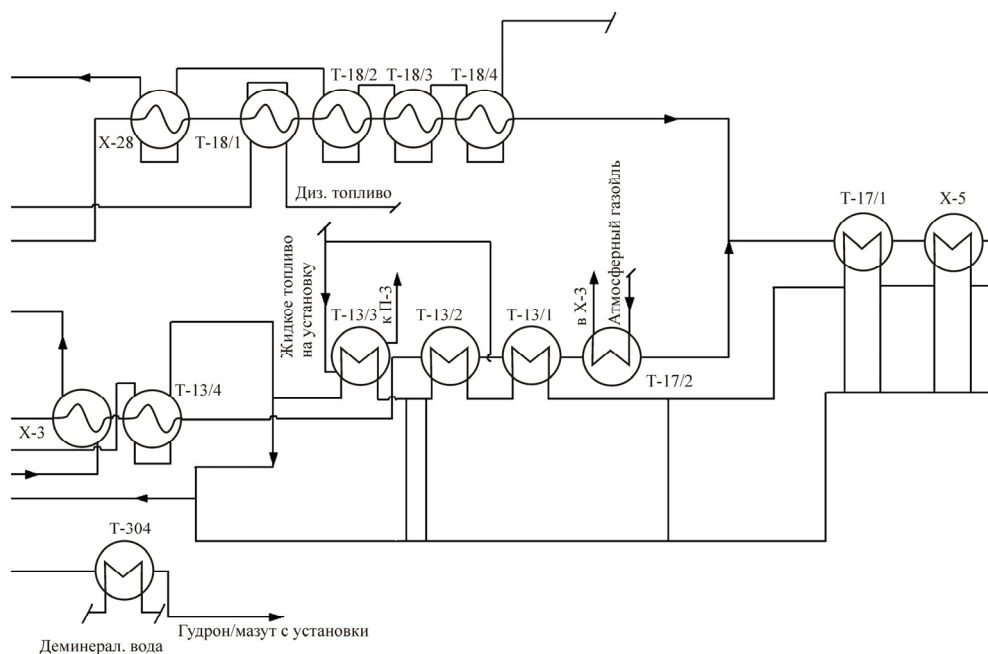 Т-18/2
Т-18/3
Т-18/4
Х-28
Т-18/1
Диз. топливо
Т-17/1
Х-5
Жидкое топливо
на установку
Т-13/3
к П-3
Т-13/2
Т-13/1
в Х-3
Атмосферный газойль
Т-17/2
Т-13/4
Х-3
Т-304
Гудрон/мазут с установки
Деминерал. вода